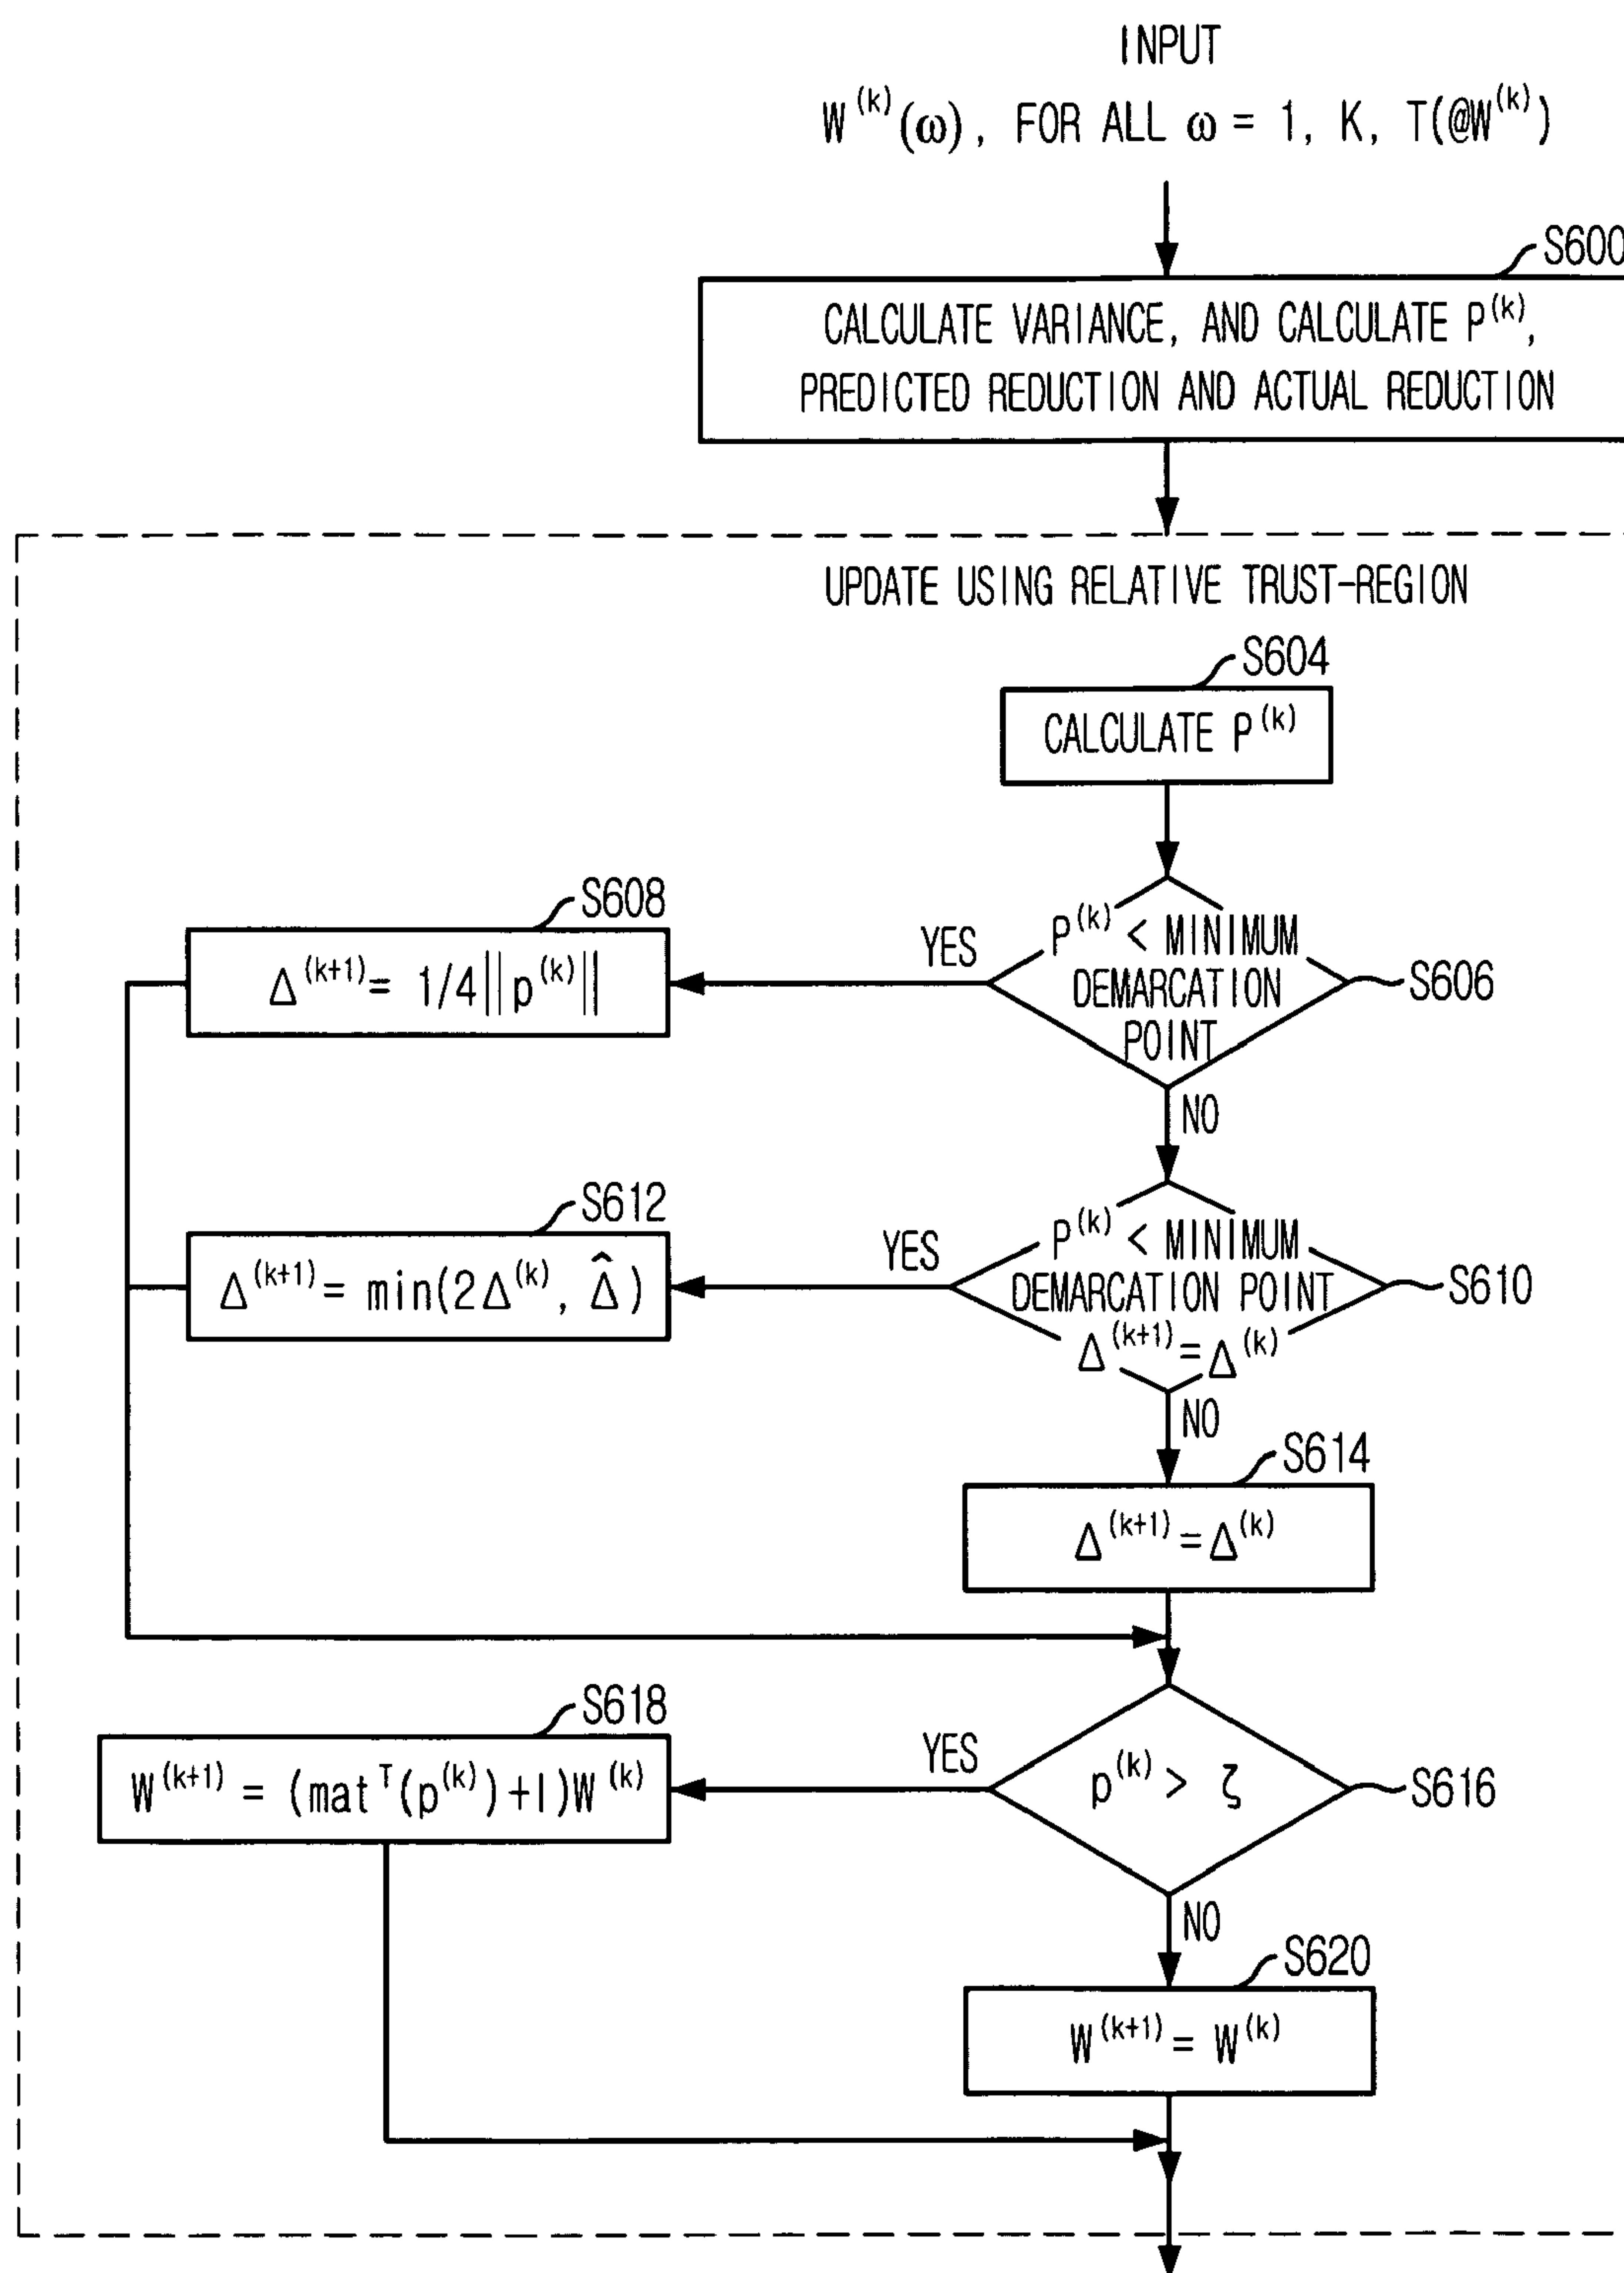 INPUT
W^(k)(ω), FOR ALL ω = 1, K, T(@W^(k))
S600
CALCULATE VARIANCE, AND CALCULATE P^(k),
PREDICTED REDUCTION AND ACTUAL REDUCTION
UPDATE USING RELATIVE TRUST-REGION
S604
CALCULATE P^(k)
S608
Δ^(k+1)= 1/4||p^(k)||
YES
P^(k) < MINIMUM
DEMARCATION
POINT
S606
NO
S612
Δ^(k+1)= min(2Δ^(k), Δ̂)
YES
P^(k) < MINIMUM
DEMARCATION POINT
Δ^(k+1)=Δ^(k)
S610
NO
S614
Δ^(k+1)=Δ^(k)
S618
W^(k+1) = (mat^T(p^(k))+I)W^(k)
YES
p^(k) > ζ
S616
NO
S620
W^(k+1)= W^(k)